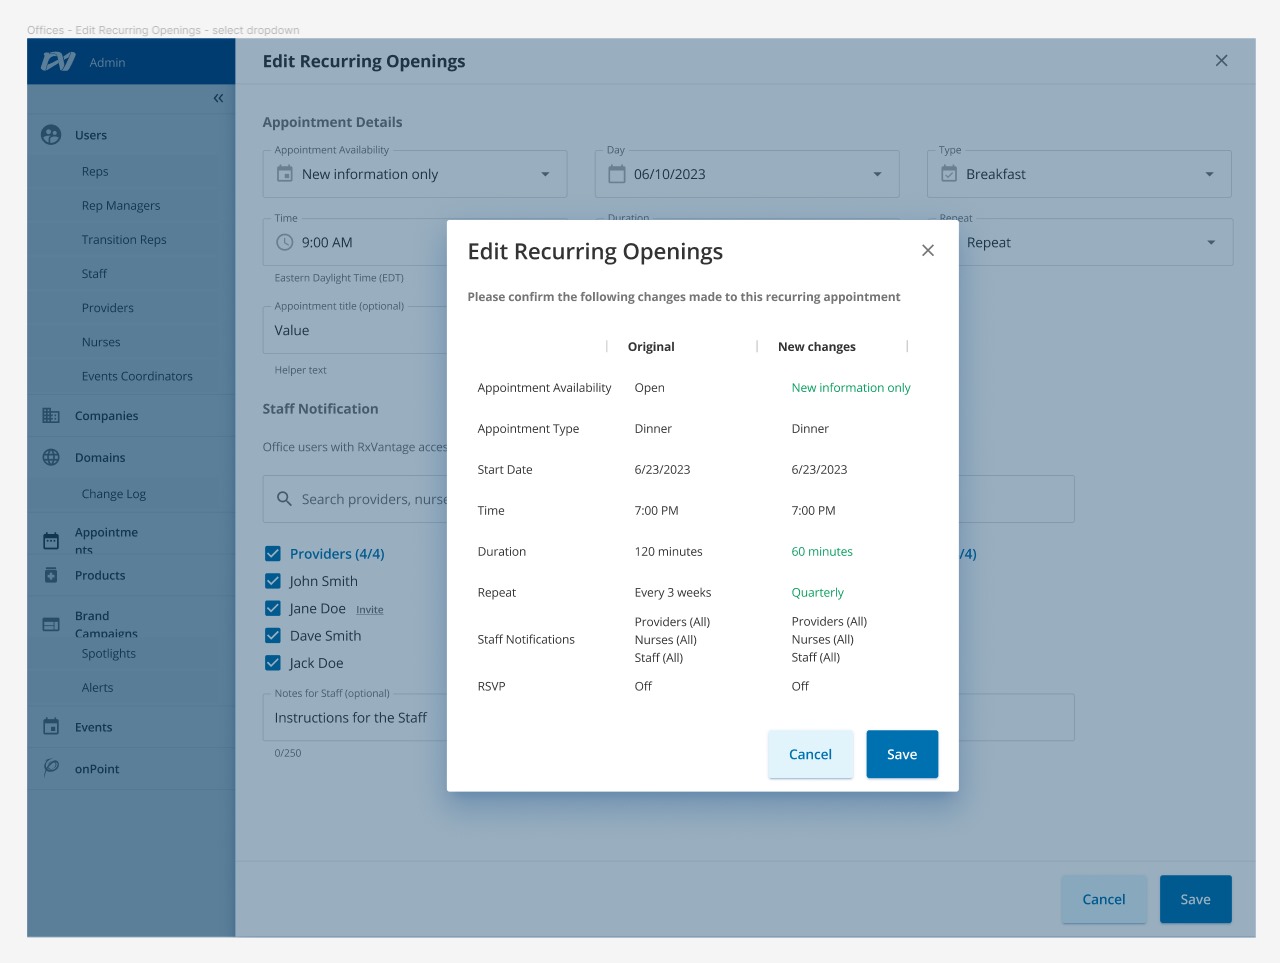 Offices - Edit Recurring Openings - select dropdown
Admin
Edit Recurring Openings
Users
Reps
Rep Managers
Transition Reps
Staff
Providers
Nurses
Events Coordinators
Companies
Domains
Change Log
Appointme
nts
Products
Brand
Campaigns
Spotlights
Alerts
Events
onPoint
Appointment Details
Appointment Availability
New information only
Day
06/10/2023
Type
Breakfast
Time
9:00 AM
Eastern Daylight Time (EDT)
Duration
Repeat
Repeat
Appointment title (optional)
Value
Helper text
Staff Notification
Office users with RxVantage acces
Search providers, nurse
Providers (4/4)
/4)
John Smith
Jane Doe Invite
Dave Smith
Jack Doe
Notes for Staff (optional)
Instructions for the Staff
0/250
Edit Recurring Openings
Please confirm the following changes made to this recurring appointment
Original New changes
Appointment Availability Open New information only
Appointment Type Dinner Dinner
Start Date 6/23/2023 6/23/2023
Time 7:00 PM 7:00 PM
Duration 120 minutes 60 minutes
Repeat Every 3 weeks Quarterly
Providers (All) Providers (All)
Staff Notifications Nurses (All) Nurses (All)
Staff (All) Staff (All)
RSVP Off Off
Cancel Save
Cancel Save